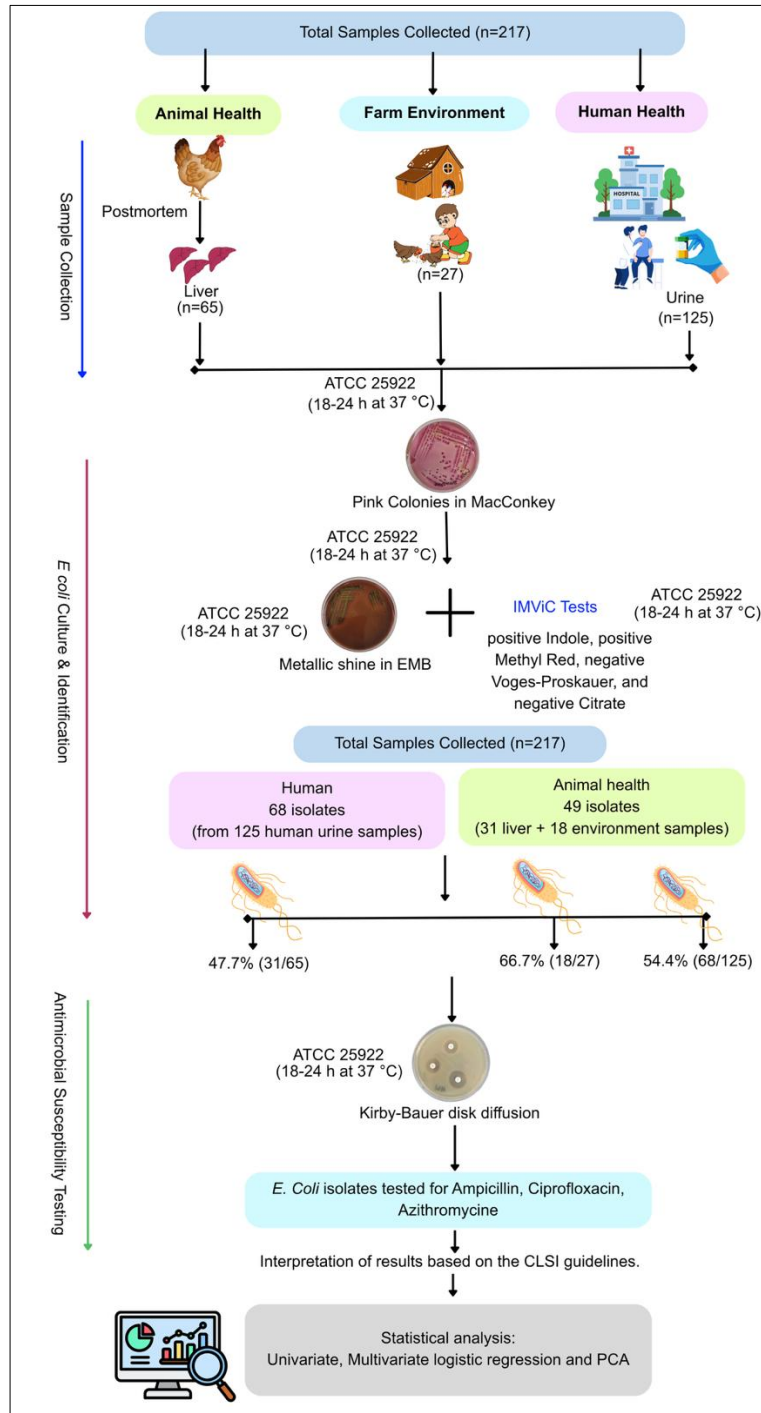 Total Samples Collected (n=217)
Animal Health
Farm Environment
Human Health
HOSPITAL
Sample Collection
Postmortem
Liver
(n=65)
(n=27)
Urine
(n=125)
ATCC 25922
(18-24 h at 37 °C)
Pink Colonies in MacConkey
E coli Culture & Identification
ATCC 25922
(18-24 h at 37 °C)
ATCC 25922
(18-24 h at 37 °C)
Metallic shine in EMB
IMViC Tests
positive Indole, positive
Methyl Red, negative
Voges-Proskauer, and
negative Citrate
ATCC 25922
(18-24 h at 37 °C)
Total Samples Collected (n=217)
Human
68 isolates
(from 125 human urine samples)
Animal health
49 isolates
(31 liver + 18 environment samples)
47.7% (31/65)
66.7% (18/27)
54.4% (68/125)
Antimicrobial Susceptibility Testing
ATCC 25922
(18-24 h at 37 °C)
Kirby-Bauer disk diffusion
E. Coli isolates tested for Ampicillin, Ciprofloxacin,
Azithromycine
Interpretation of results based on the CLSI guidelines.
Statistical analysis:
Univariate, Multivariate logistic regression and PCA